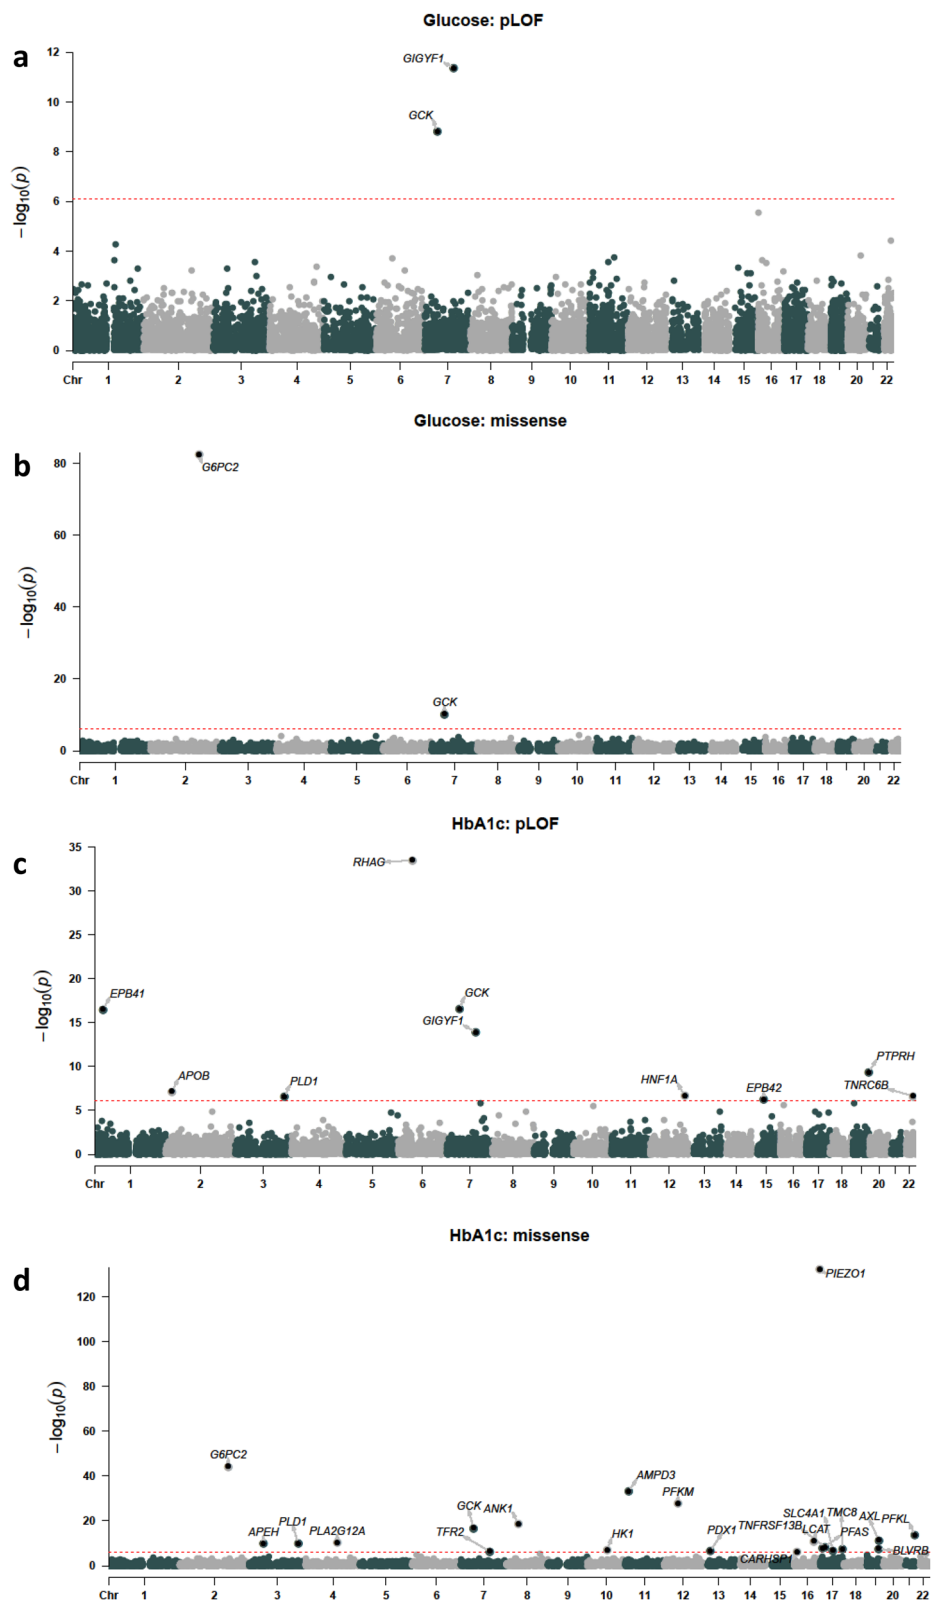 Glucose: pLOF
a
12
GIGYF1
10
GCK
8
−log10(p)
6
4
2
0
Chr 1 2 3 4 5 6 7 8 9 10 11 12 13 14 15 16 17 18 20 22
Glucose: missense
b
80
G6PC2
60
−log10(p)
40
20
GCK
0
Chr 1 2 3 4 5 6 7 8 9 10 11 12 13 14 15 16 17 18 20 22
HbA1c: pLOF
c
35
RHAG
30
25
−log10(p)
20
EPB41
GCK
GIGYF1
15
10
PTPRH
APOB
PLD1
HNF1A
EPB42
TNRC6B
5
0
Chr 1 2 3 4 5 6 7 8 9 10 11 12 13 14 15 16 17 18 20 22
HbA1c: missense
d
PIEZO1
120
100
80
−log10(p)
60
G6PC2
40
AMPD3
PFKM
20
GCK ANK1
SLC4A1 TMC8 AXL PFKL
APEH PLD1 PLA2G12A TFR2 HK1 PDX1 TNFRSF13B LCAT PFAS
CARHSP1 BLVRB
0
Chr 1 2 3 4 5 6 7 8 9 10 11 12 13 14 15 16 17 18 20 22